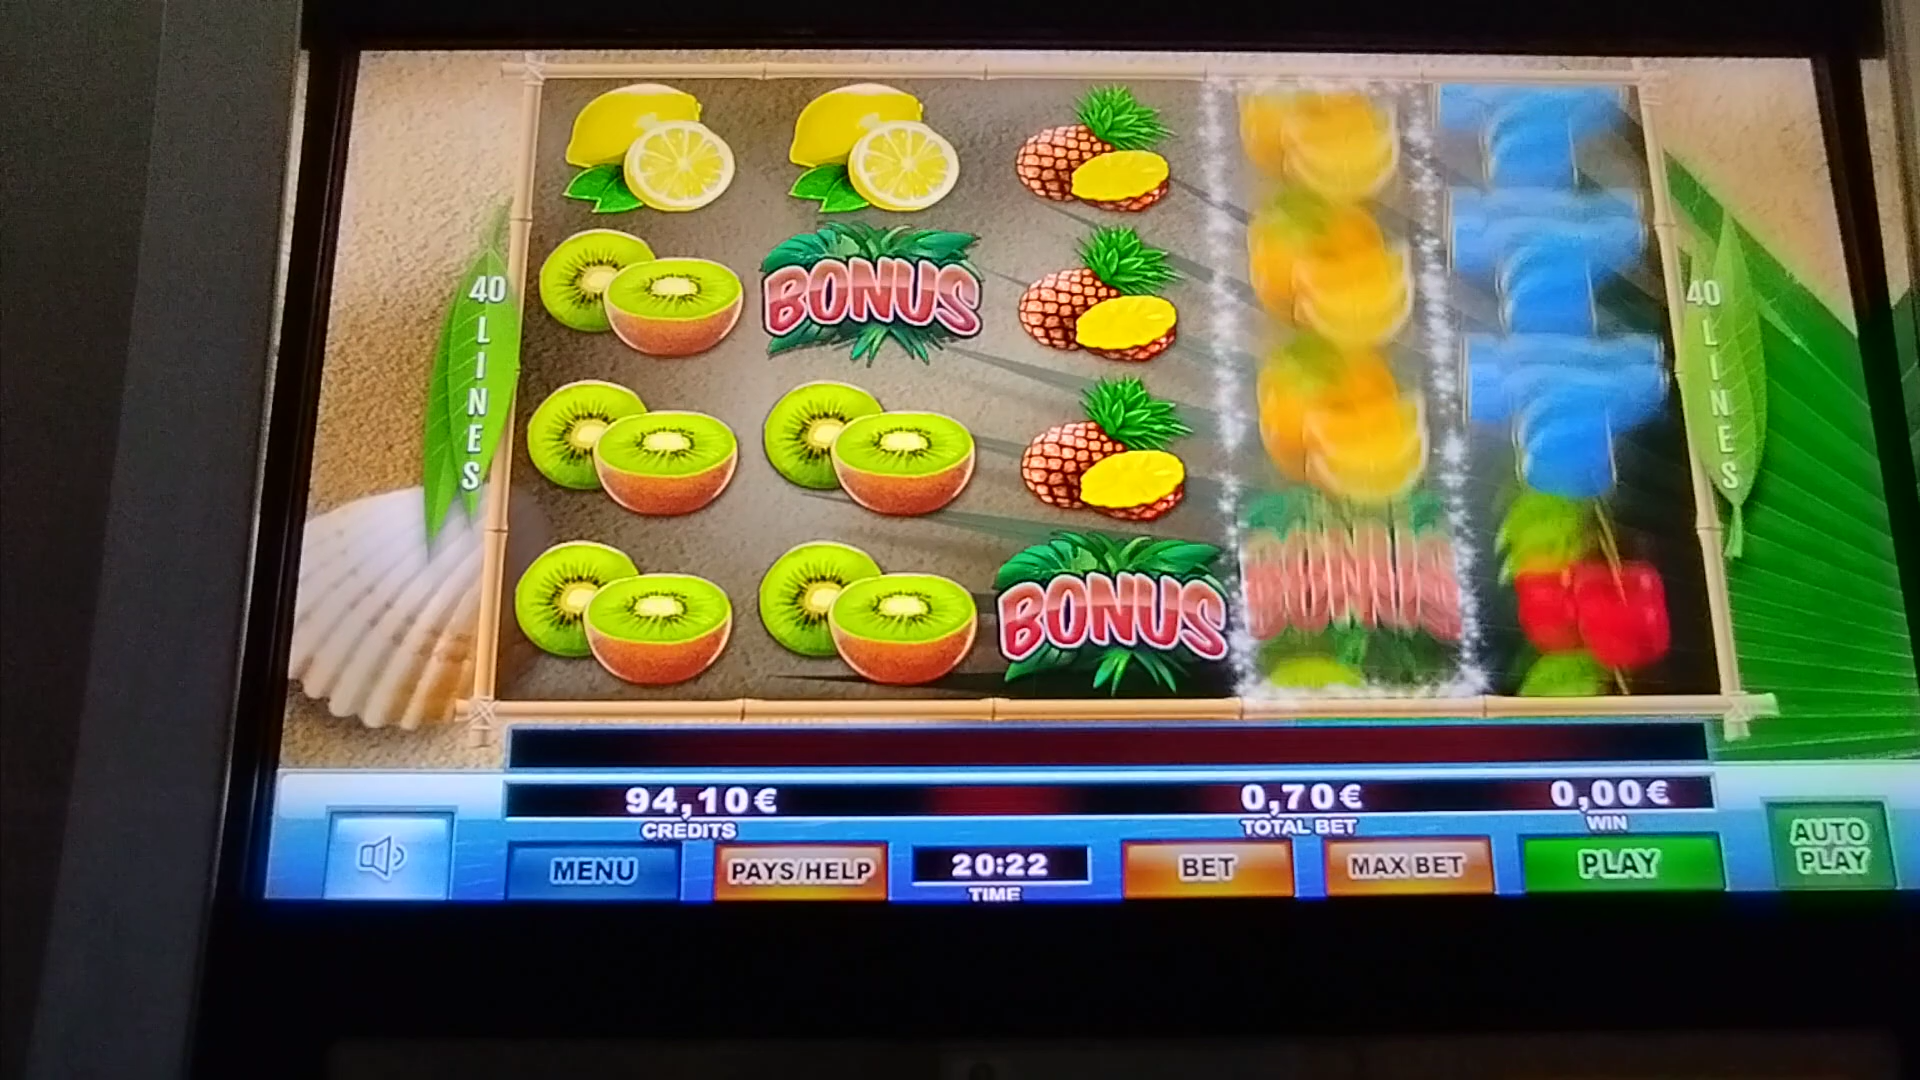 40 LINES
BONUS
BONUS
BONUS
40 LINES
94,10€
CREDITS
0,70€
TOTAL BET
0,00€
WIN
MENU
PAYS/HELP
20:22
TIME
BET
MAX BET
PLAY
AUTO
PLAY